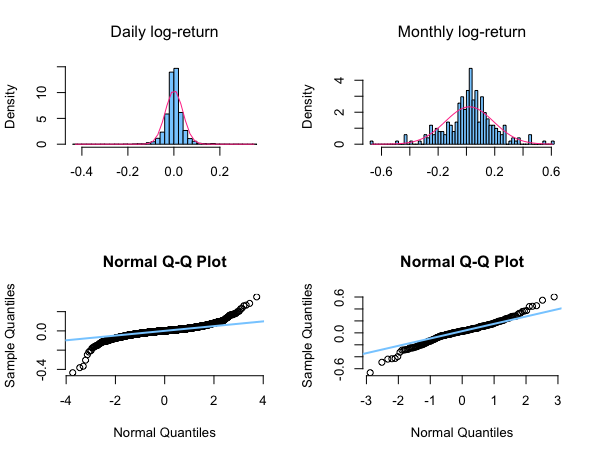 Daily log-return
Density
0 5 10
-0.4 -0.2 0.0 0.2
Monthly log-return
Density
0 2 4
-0.6 -0.2 0.2 0.6
Normal Q-Q Plot
Sample Quantiles
-0.4 0.0
-4 -2 0 2 4
Normal Quantiles
Normal Q-Q Plot
Sample Quantiles
-0.6 0.0 0.6
-3 -2 -1 0 1 2 3
Normal Quantiles